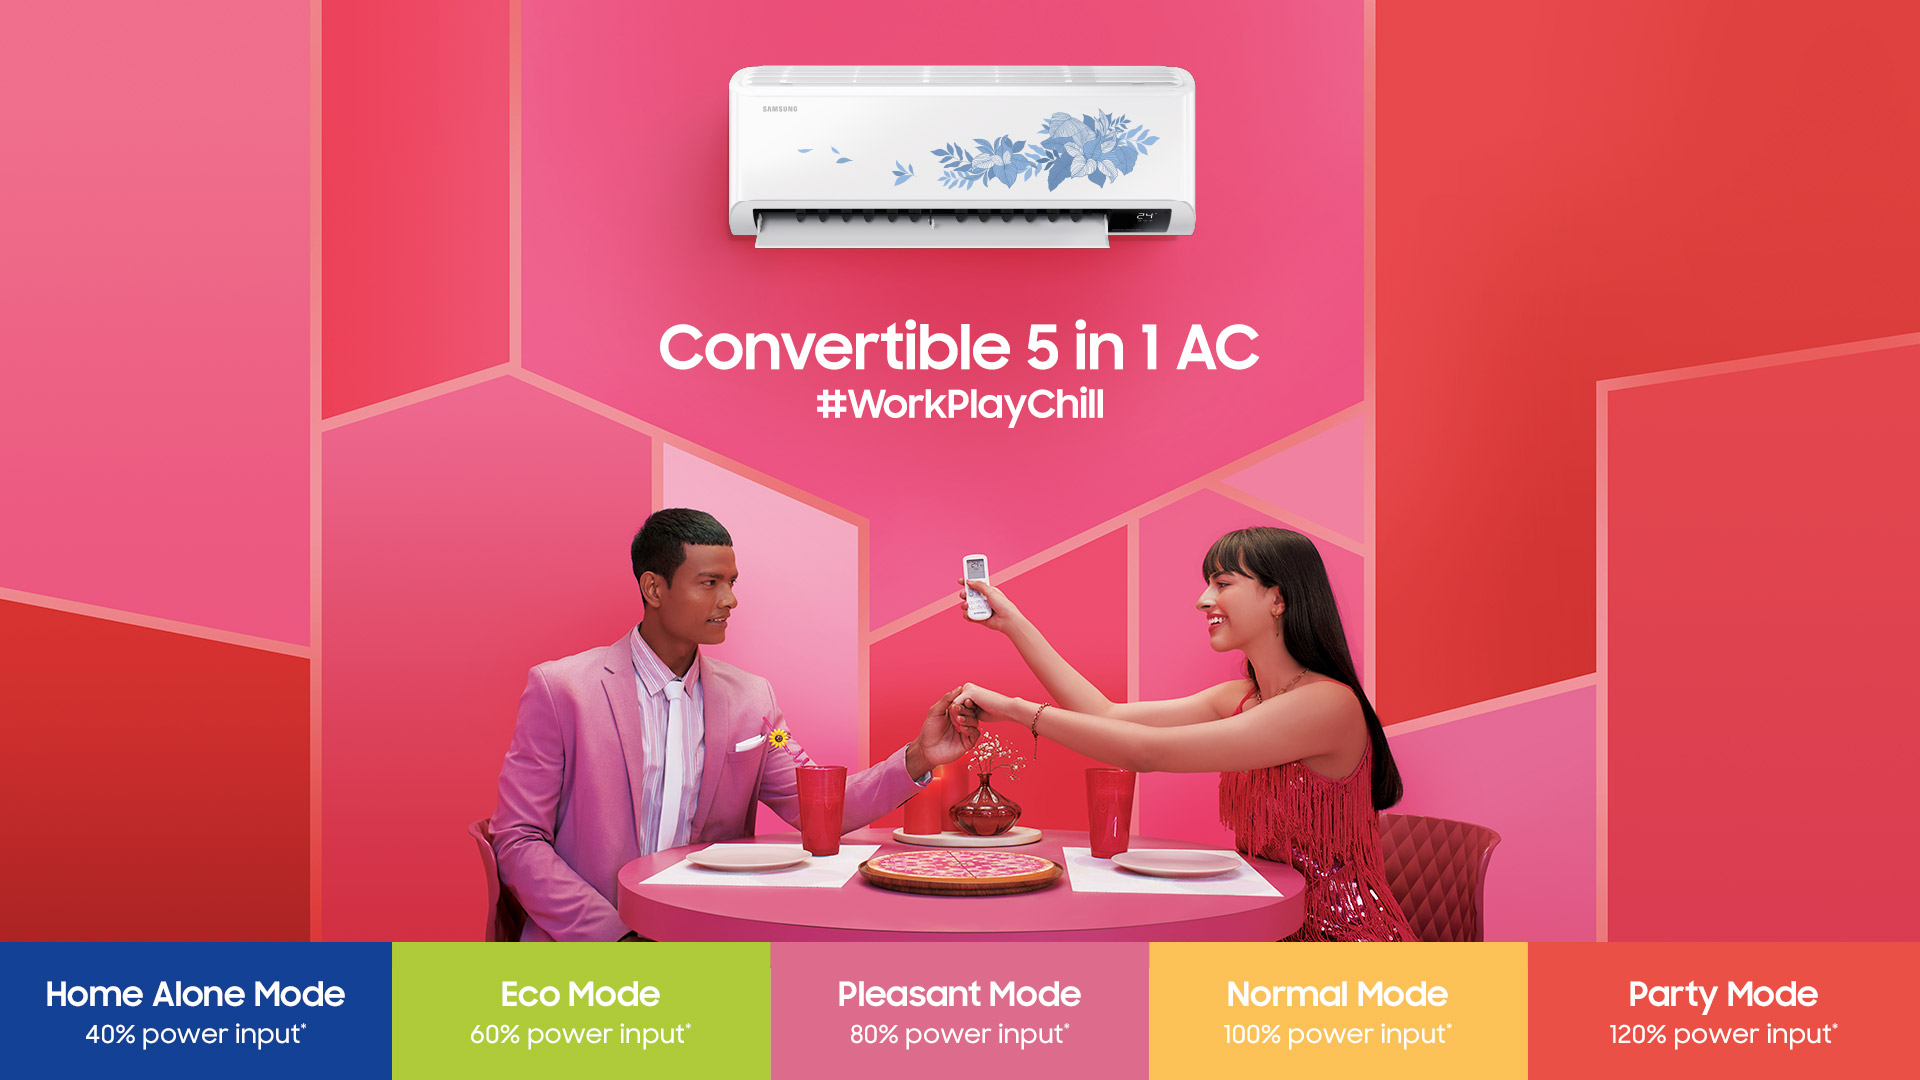 SAMSUNG
24°
Convertible 5 in 1 AC
#WorkPlayChill
Home Alone Mode
40% power input*
Eco Mode
60% power input*
Pleasant Mode
80% power input*
Normal Mode
100% power input*
Party Mode
120% power input*